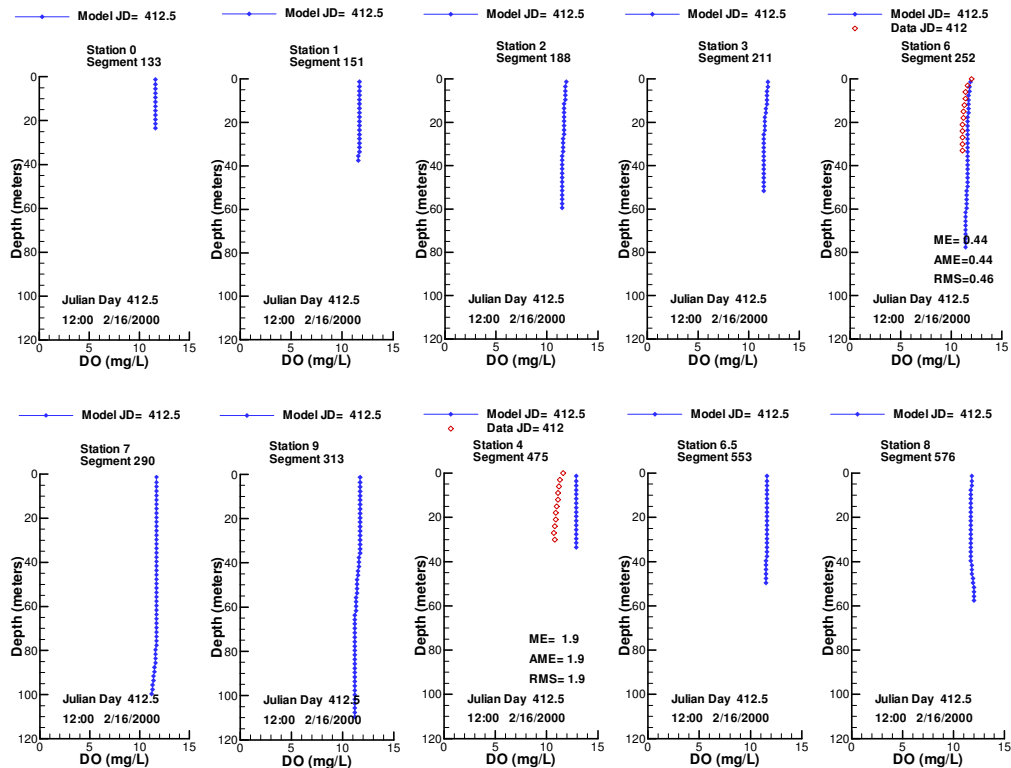 Model JD= 412.5
Station 0
Segment 133
0
20
40
60
80
100
120
Depth (meters)
Julian Day 412.5
12:00 2/16/2000
0 5 10 15
DO (mg/L)
Model JD= 412.5
Station 1
Segment 151
0
20
40
60
80
100
120
Depth (meters)
Julian Day 412.5
12:00 2/16/2000
0 5 10 15
DO (mg/L)
Model JD= 412.5
Station 2
Segment 188
0
20
40
60
80
100
120
Depth (meters)
Julian Day 412.5
12:00 2/16/2000
0 5 10 15
DO (mg/L)
Model JD= 412.5
Station 3
Segment 211
0
20
40
60
80
100
120
Depth (meters)
Julian Day 412.5
12:00 2/16/2000
0 5 10 15
DO (mg/L)
Model JD= 412.5
Data JD= 412
Station 6
Segment 252
0
20
40
60
80
100
120
Depth (meters)
ME= 0.44
AME=0.44
RMS=0.46
Julian Day 412.5
12:00 2/16/2000
0 5 10 15
DO (mg/L)
Model JD= 412.5
Station 7
Segment 290
0
20
40
60
80
100
120
Depth (meters)
Julian Day 412.5
12:00 2/16/2000
0 5 10 15
DO (mg/L)
Model JD= 412.5
Station 9
Segment 313
0
20
40
60
80
100
120
Depth (meters)
Julian Day 412.5
12:00 2/16/2000
0 5 10 15
DO (mg/L)
Model JD= 412.5
Data JD= 412
Station 4
Segment 475
0
20
40
60
80
100
120
Depth (meters)
ME= 1.9
AME= 1.9
RMS= 1.9
Julian Day 412.5
12:00 2/16/2000
0 5 10 15
DO (mg/L)
Model JD= 412.5
Station 6.5
Segment 553
0
20
40
60
80
100
120
Depth (meters)
Julian Day 412.5
12:00 2/16/2000
0 5 10 15
DO (mg/L)
Model JD= 412.5
Station 8
Segment 576
0
20
40
60
80
100
120
Depth (meters)
Julian Day 412.5
12:00 2/16/2000
0 5 10 15
DO (mg/L)